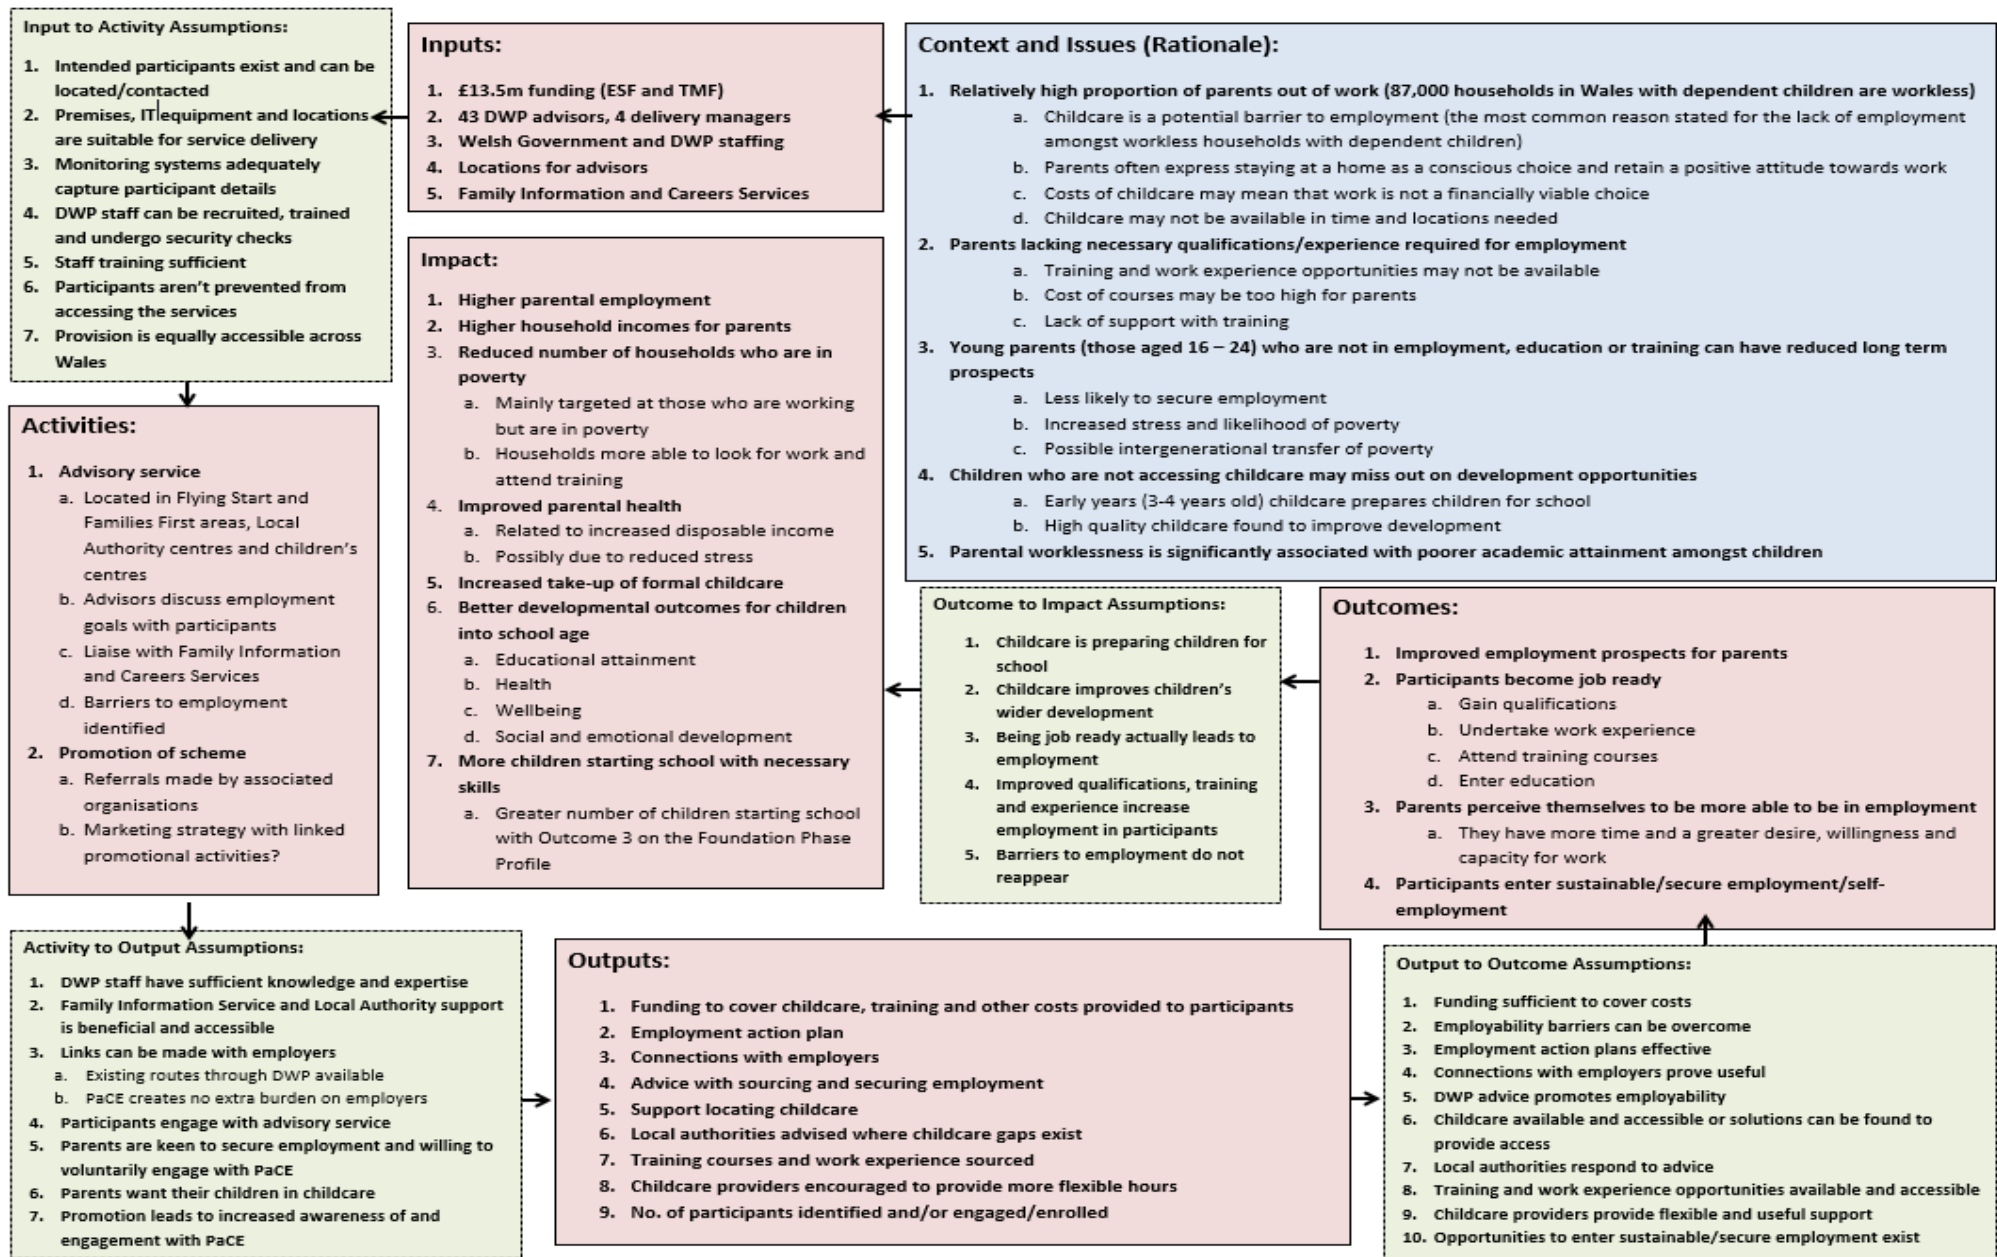 Input to Activity Assumptions:
1. Intended participants exist and can be
located/contacted
2. Premises, IT equipment and locations
are suitable for service delivery
3. Monitoring systems adequately
capture participant details
4. DWP staff can be recruited, trained
and undergo security checks
5. Staff training sufficient
6. Participants aren't prevented from
accessing the services
7. Provision is equally accessible across
Wales
Inputs:
1. £13.5m funding (ESF and TMF)
2. 43 DWP advisors, 4 delivery managers
3. Welsh Government and DWP staffing
4. Locations for advisors
5. Family Information and Careers Services
Context and Issues (Rationale):
1. Relatively high proportion of parents out of work (87,000 households in Wales with dependent children are workless)
a. Childcare is a potential barrier to employment (the most common reason stated for the lack of employment
amongst workless households with dependent children)
b. Parents often express staying at a home as a conscious choice and retain a positive attitude towards work
c. Costs of childcare may mean that work is not a financially viable choice
d. Childcare may not be available in time and locations needed
2. Parents lacking necessary qualifications/experience required for employment
a. Training and work experience opportunities may not be available
b. Cost of courses may be too high for parents
c. Lack of support with training
3. Young parents (those aged 16 – 24) who are not in employment, education or training can have reduced long term
prospects
a. Less likely to secure employment
b. Increased stress and likelihood of poverty
c. Possible intergenerational transfer of poverty
4. Children who are not accessing childcare may miss out on development opportunities
a. Early years (3-4 years old) childcare prepares children for school
b. High quality childcare found to improve development
5. Parental worklessness is significantly associated with poorer academic attainment amongst children
Activities:
1. Advisory service
a. Located in Flying Start and
Families First areas, Local
Authority centres and children's
centres
b. Advisors discuss employment
goals with participants
c. Liaise with Family Information
and Careers Services
d. Barriers to employment
identified
2. Promotion of scheme
a. Referrals made by associated
organisations
b. Marketing strategy with linked
promotional activities?
Impact:
1. Higher parental employment
2. Higher household incomes for parents
3. Reduced number of households who are in
poverty
a. Mainly targeted at those who are working
but are in poverty
b. Households more able to look for work and
attend training
4. Improved parental health
a. Related to increased disposable income
b. Possibly due to reduced stress
5. Increased take-up of formal childcare
6. Better developmental outcomes for children
into school age
a. Educational attainment
b. Health
c. Wellbeing
d. Social and emotional development
7. More children starting school with necessary
skills
a. Greater number of children starting school
with Outcome 3 on the Foundation Phase
Profile
Outcome to Impact Assumptions:
1. Childcare is preparing children for
school
2. Childcare improves children's
wider development
3. Being job ready actually leads to
employment
4. Improved qualifications, training
and experience increase
employment in participants
5. Barriers to employment do not
reappear
Outcomes:
1. Improved employment prospects for parents
2. Participants become job ready
a. Gain qualifications
b. Undertake work experience
c. Attend training courses
d. Enter education
3. Parents perceive themselves to be more able to be in employment
a. They have more time and a greater desire, willingness and
capacity for work
4. Participants enter sustainable/secure employment/self-
employment
Activity to Output Assumptions:
1. DWP staff have sufficient knowledge and expertise
2. Family Information Service and Local Authority support
is beneficial and accessible
3. Links can be made with employers
a. Existing routes through DWP available
b. PaCE creates no extra burden on employers
4. Participants engage with advisory service
5. Parents are keen to secure employment and willing to
voluntarily engage with PaCE
6. Parents want their children in childcare
7. Promotion leads to increased awareness of and
engagement with PaCE
Outputs:
1. Funding to cover childcare, training and other costs provided to participants
2. Employment action plan
3. Connections with employers
4. Advice with sourcing and securing employment
5. Support locating childcare
6. Local authorities advised where childcare gaps exist
7. Training courses and work experience sourced
8. Childcare providers encouraged to provide more flexible hours
9. No. of participants identified and/or engaged/enrolled
Output to Outcome Assumptions:
1. Funding sufficient to cover costs
2. Employability barriers can be overcome
3. Employment action plans effective
4. Connections with employers prove useful
5. DWP advice promotes employability
6. Childcare available and accessible or solutions can be found to
provide access
7. Local authorities respond to advice
8. Training and work experience opportunities available and accessible
9. Childcare providers provide flexible and useful support
10. Opportunities to enter sustainable/secure employment exist